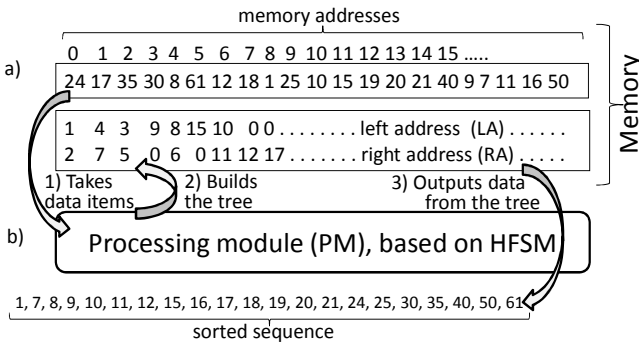 memory addresses
0 1 2 3 4 5 6 7 8 9 10 11 12 13 14 15 .....
a)
24 17 35 30 8 61 12 18 1 25 10 15 19 20 21 40 9 7 11 16 50
Memory
1 4 3 9 8 15 10 0 0 . . . . . . . . left address (LA) . . . . . .
2 7 5 0 6 0 11 12 17 . . . . . . right address (RA) . . . . .
1) Takes data items
2) Builds the tree
3) Outputs data from the tree
b)
Processing module (PM), based on HFSM
1, 7, 8, 9, 10, 11, 12, 15, 16, 17, 18, 19, 20, 21, 24, 25, 30, 35, 40, 50, 61
sorted sequence